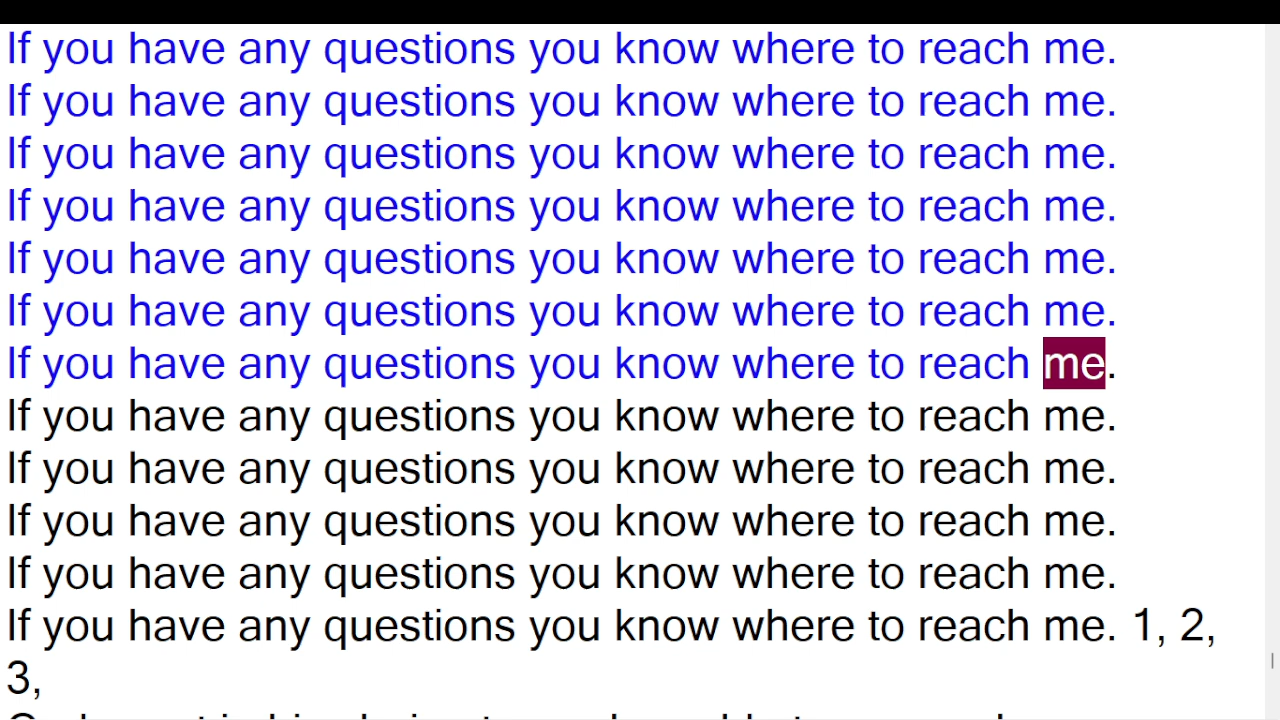 If you have any questions you know where to reach me.
If you have any questions you know where to reach me.
If you have any questions you know where to reach me.
If you have any questions you know where to reach me.
If you have any questions you know where to reach me.
If you have any questions you know where to reach me.
If you have any questions you know where to reach me.
If you have any questions you know where to reach me.
If you have any questions you know where to reach me.
If you have any questions you know where to reach me.
If you have any questions you know where to reach me.
If you have any questions you know where to reach me. 1, 2,
3,